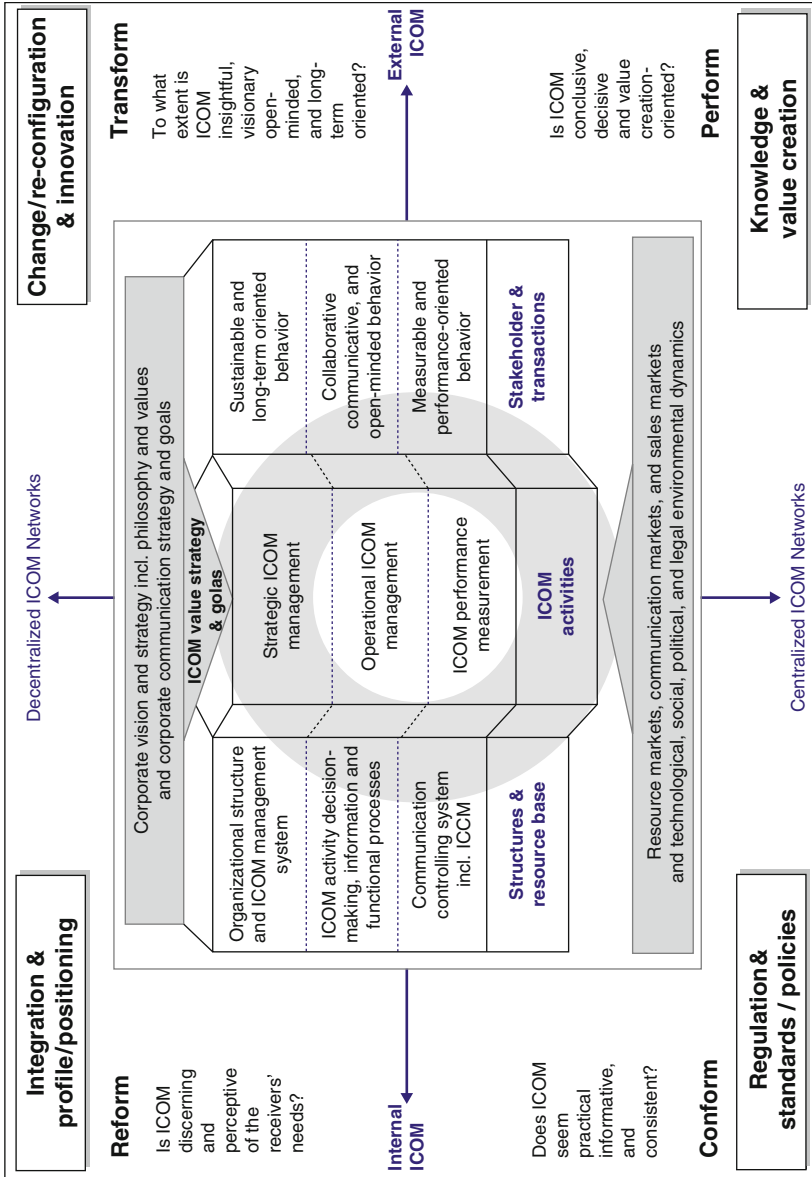 Decentralized ICOM Networks
Integration &
profile/positioning
Change/re-configuration
& innovation
Reform
Is ICOM
discerning
and
perceptive
of the
receivers'
needs?
Transform
To what
extent is
ICOM
insightful,
visionary
open-
minded,
and long-
term
oriented?
Corporate vision and strategy incl. philosophy and values
and corporate communication strategy and goals
ICOM value strategy
& golas
Organizational structure
and ICOM management
system
Strategic ICOM
management
Sustainable and
long-term oriented
behavior
ICOM activity decision-
making, information and
functional processes
Operational ICOM
management
Collaborative
communicative, and
open-minded behavior
Communication
controlling system
incl. ICCM
ICOM performance
measurement
Measurable and
performance-oriented
behavior
Structures &
resource base
ICOM
activities
Stakeholder &
transactions
Internal
ICOM
External
ICOM
Resource markets, communication markets, and sales markets
and technological, social, political, and legal environmental dynamics
Does ICOM
seem
practical
informative,
and
consistent?
Conform
Is ICOM
conclusive,
decisive
and value
creation-
oriented?
Perform
Regulation&
standards / policies
Knowledge &
value creation
Centralized ICOM Networks